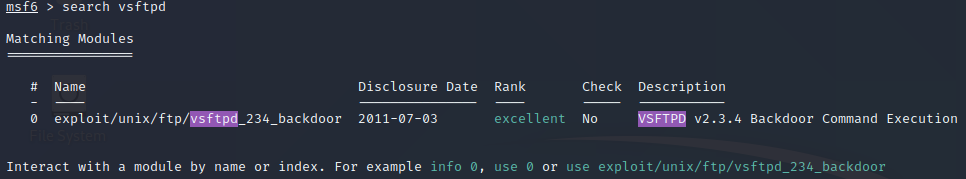 msf6 > search vsftpd
Matching Modules
================
# Name Disclosure Date Rank Check Description
- ---- --------------- ---- ----- -----------
0 exploit/unix/ftp/vsftpd_234_backdoor 2011-07-03 excellent No VSFTPD v2.3.4 Backdoor Command Execution
File System
Interact with a module by name or index. For example info 0, use 0 or use exploit/unix/ftp/vsftpd_234_backdoor